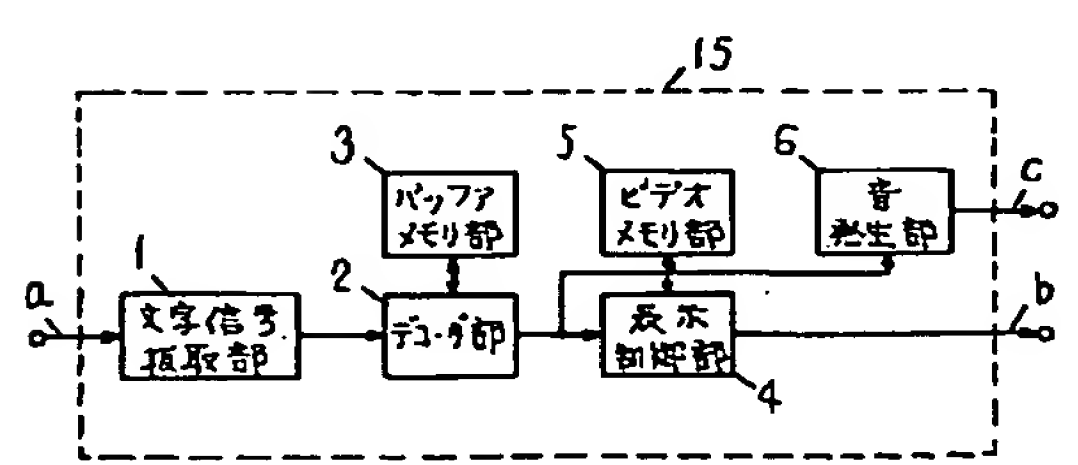 15
3
バッファ
メモリ部
5
ビデオ
メモリ部
6
音
発生部
c
a
1
文字信号
抜取部
2
デコーダ部
表示
制御部
4
b